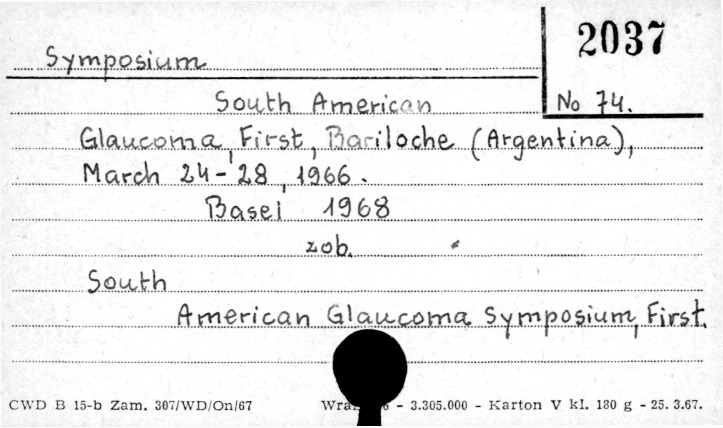 2037
Symposium
South American No 74.
Glaucoma, First, Bariloche (Argentina),
March 24-28, 1966.
Basel 1968
zob.
South
American Glaucoma Symposium, First.
CWD B 15-b Zam. 307/WD/On/67 - 3.305.000 - Karton V kl. 180 g - 25. 3.67.